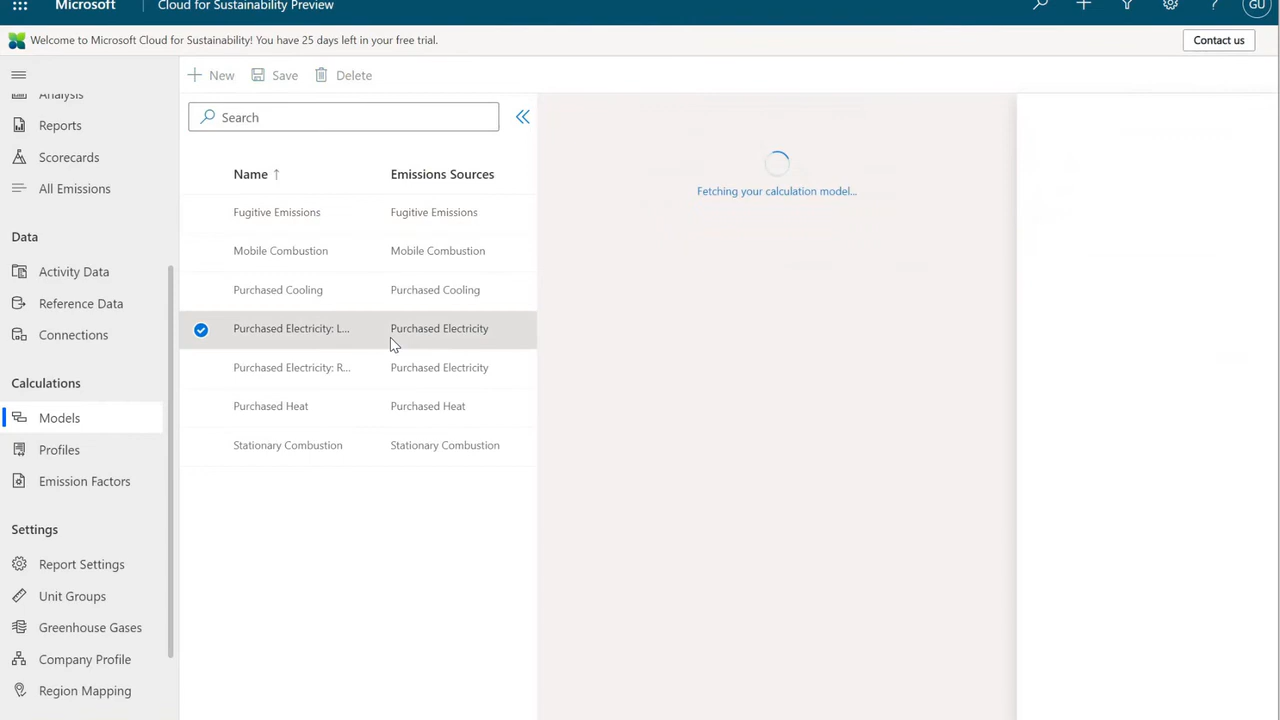 Microsoft
Cloud for Sustainability Preview
GU
Welcome to Microsoft Cloud for Sustainability! You have 25 days left in your free trial.
Contact us
Analysis
Reports
Scorecards
All Emissions
Data
Activity Data
Reference Data
Connections
Calculations
Models
Profiles
Emission Factors
Settings
Report Settings
Unit Groups
Greenhouse Gases
Company Profile
Region Mapping
New
Save
Delete
Search
Name ↑ Emissions Sources
Fugitive Emissions Fugitive Emissions
Mobile Combustion Mobile Combustion
Purchased Cooling Purchased Cooling
Purchased Electricity: L... Purchased Electricity
Purchased Electricity: R... Purchased Electricity
Purchased Heat Purchased Heat
Stationary Combustion Stationary Combustion
Fetching your calculation model...